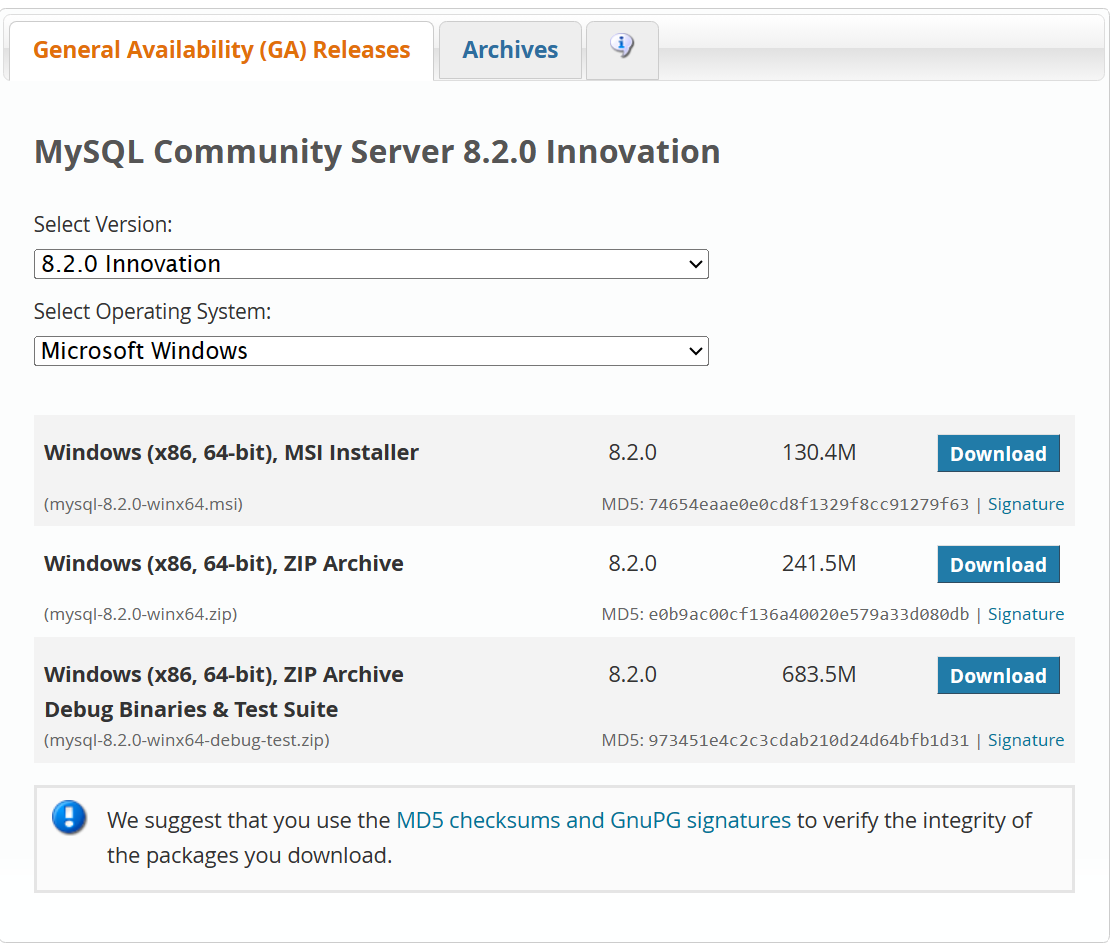 General Availability (GA) Releases
Archives
MySQL Community Server 8.2.0 Innovation
Select Version:
8.2.0 Innovation
Select Operating System:
Microsoft Windows
Windows (x86, 64-bit), MSI Installer 8.2.0 130.4M Download
(mysql-8.2.0-winx64.msi) MD5: 74654eaae0e0cd8f1329f8cc91279f63 | Signature
Windows (x86, 64-bit), ZIP Archive 8.2.0 241.5M Download
(mysql-8.2.0-winx64.zip) MD5: e0b9ac00cf136a40020e579a33d080db | Signature
Windows (x86, 64-bit), ZIP Archive 8.2.0 683.5M Download
Debug Binaries & Test Suite
(mysql-8.2.0-winx64-debug-test.zip) MD5: 973451e4c2c3cdab210d24d64bfb1d31 | Signature
We suggest that you use the MD5 checksums and GnuPG signatures to verify the integrity of
the packages you download.